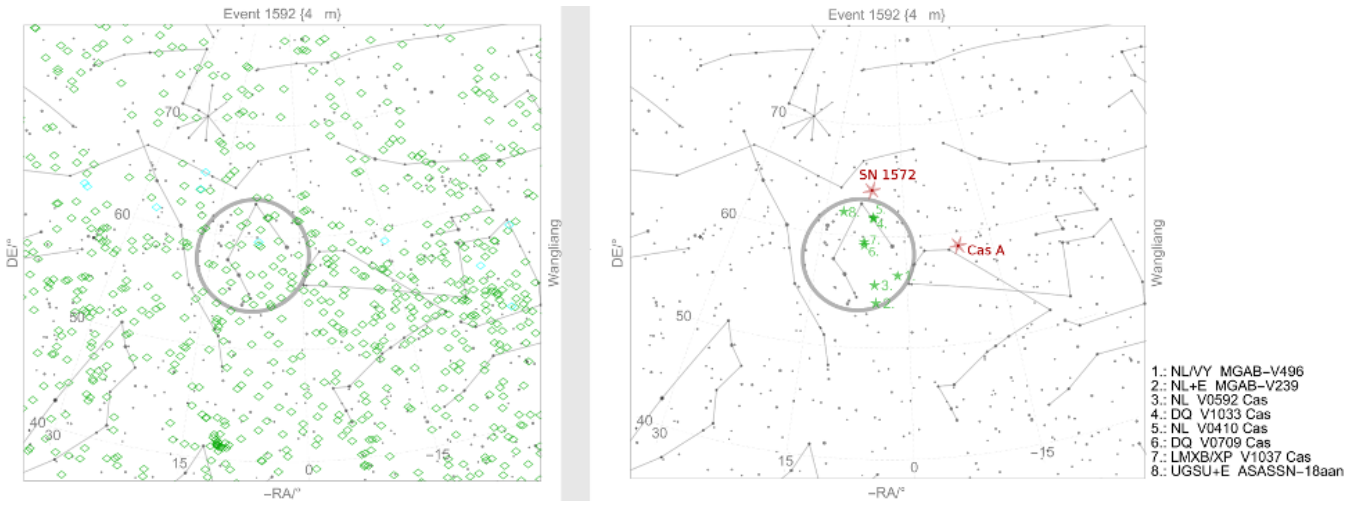 Event 1592 {4 m}
70
60
50
40
30
15
0
-15
DE/°
-RA/°
Wangliang
Event 1592 {4 m}
70
SN 1572
60
8.
5.
4.
7.
6.
Cas A
1.
3.
2.
50
40
30
15
0
-15
DE/°
-RA/°
Wangliang
1.: NL/VY MGAB-V496
2.: NL+E MGAB-V239
3.: NL V0592 Cas
4.: DQ V1033 Cas
5.: NL V0410 Cas
6.: DQ V0709 Cas
7.: LMXB/XP V1037 Cas
8.: UGSU+E ASASSN-18aan